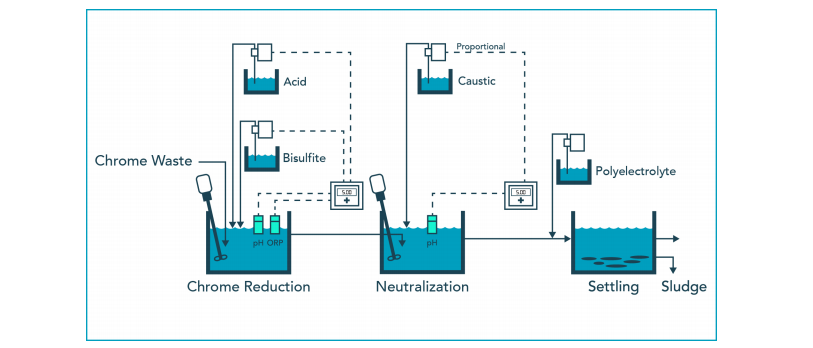 Proportional
Acid
Caustic
Chrome Waste
Bisulfite
Polyelectrolyte
5.00
5.00
pH
ORP
pH
Chrome Reduction
Neutralization
Settling
Sludge